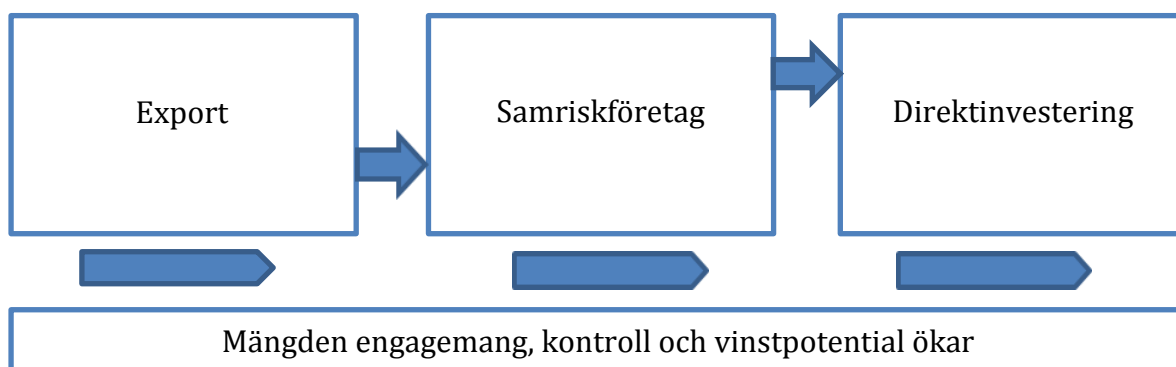 Export
Samriskföretag
Direktinvestering
Mängden engagemang, kontroll och vinstpotential ökar